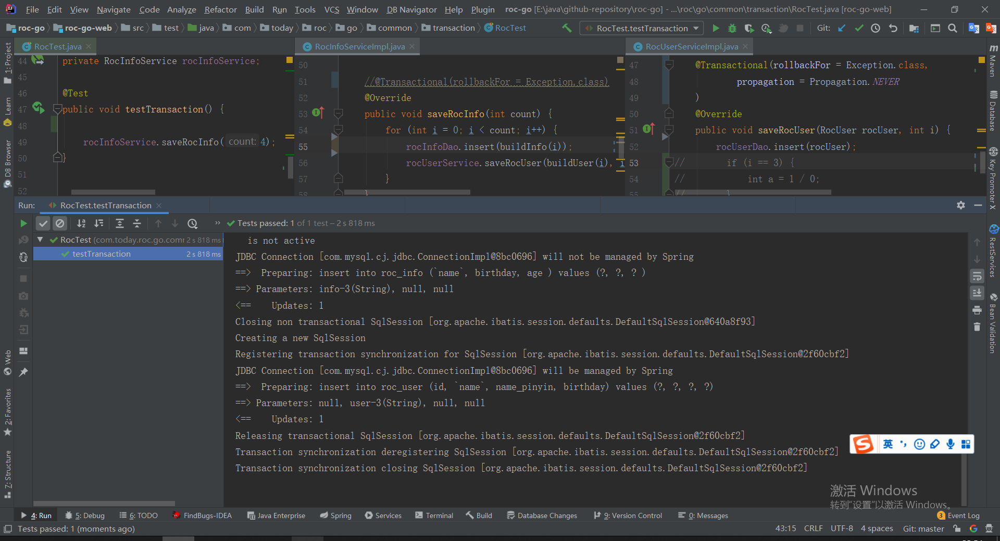 File Edit View Navigate Code Analyze Refactor Build Run Tools VCS Window DB Navigator Help Plugin roc-go [E:\java\github-repository\roc-go] - ...\roc\go\common\transaction\RocTest.java [roc-go-web]
roc-go roc-go-web src test java com today roc go common transaction RocTest RocTest.testTransaction Git:
RocTest.java
44 private RocInfoService rocInfoService;
45
46 @Test
47 public void testTransaction() {
48
49 rocInfoService.saveRocInfo( count: 4);
50 }
51
52
RocInfoServiceImpl.java
50
51 //@Transactional(rollbackFor = Exception.class)
52 @Override
53 public void saveRocInfo(int count) {
54 for (int i = 0; i < count; i++) {
55 rocInfoDao.insert(buildInfo(i));
56 rocUserService.saveRocUser(buildUser(i), i
57 }
58 }
RocUserServiceImpl.java
47 @Transactional(rollbackFor = Exception.class,
48 propagation = Propagation.NEVER
49 )
50 @Override
51 public void saveRocUser(RocUser rocUser, int i) {
52 rocUserDao.insert(rocUser);
53 // if (i == 3) {
54 // int a = 1 / 0;
55 // }
1: Project
Learn
DB Browser
Web
2: Favorites
7: Structure
Maven
Database
Key Promoter X
RestServices
Bean Validation
Run: RocTest.testTransaction
Tests passed: 1 of 1 test – 2 s 818 ms
RocTest (com.today.roc.go.comm 2 s 818 ms
testTransaction 2 s 818 ms
is not active
JDBC Connection [com.mysql.cj.jdbc.ConnectionImpl@8bc0696] will not be managed by Spring
==>  Preparing: insert into roc_info (`name`, birthday, age ) values (?, ?, ? )
==> Parameters: info-3(String), null, null
<==    Updates: 1
Closing non transactional SqlSession [org.apache.ibatis.session.defaults.DefaultSqlSession@640a8f93]
Creating a new SqlSession
Registering transaction synchronization for SqlSession [org.apache.ibatis.session.defaults.DefaultSqlSession@2f60cbf2]
JDBC Connection [com.mysql.cj.jdbc.ConnectionImpl@8bc0696] will be managed by Spring
==>  Preparing: insert into roc_user (id, `name`, name_pinyin, birthday) values (?, ?, ?, ?)
==> Parameters: null, user-3(String), null, null
<==    Updates: 1
Releasing transactional SqlSession [org.apache.ibatis.session.defaults.DefaultSqlSession@2f60cbf2]
Transaction synchronization deregistering SqlSession [org.apache.ibatis.session.defaults.DefaultSqlSession@2f60cbf2]
Transaction synchronization closing SqlSession [org.apache.ibatis.session.defaults.DefaultSqlSession@2f60cbf2]
英
激活 Windows
转到“设置”以激活 Windows。
4: Run 5: Debug 6: TODO FindBugs-IDEA Java Enterprise Spring Services Terminal Build Database Changes 9: Version Control 0: Messages 3 Event Log
Tests passed: 1 (moments ago) 43:15 CRLF UTF-8 4 spaces Git: master